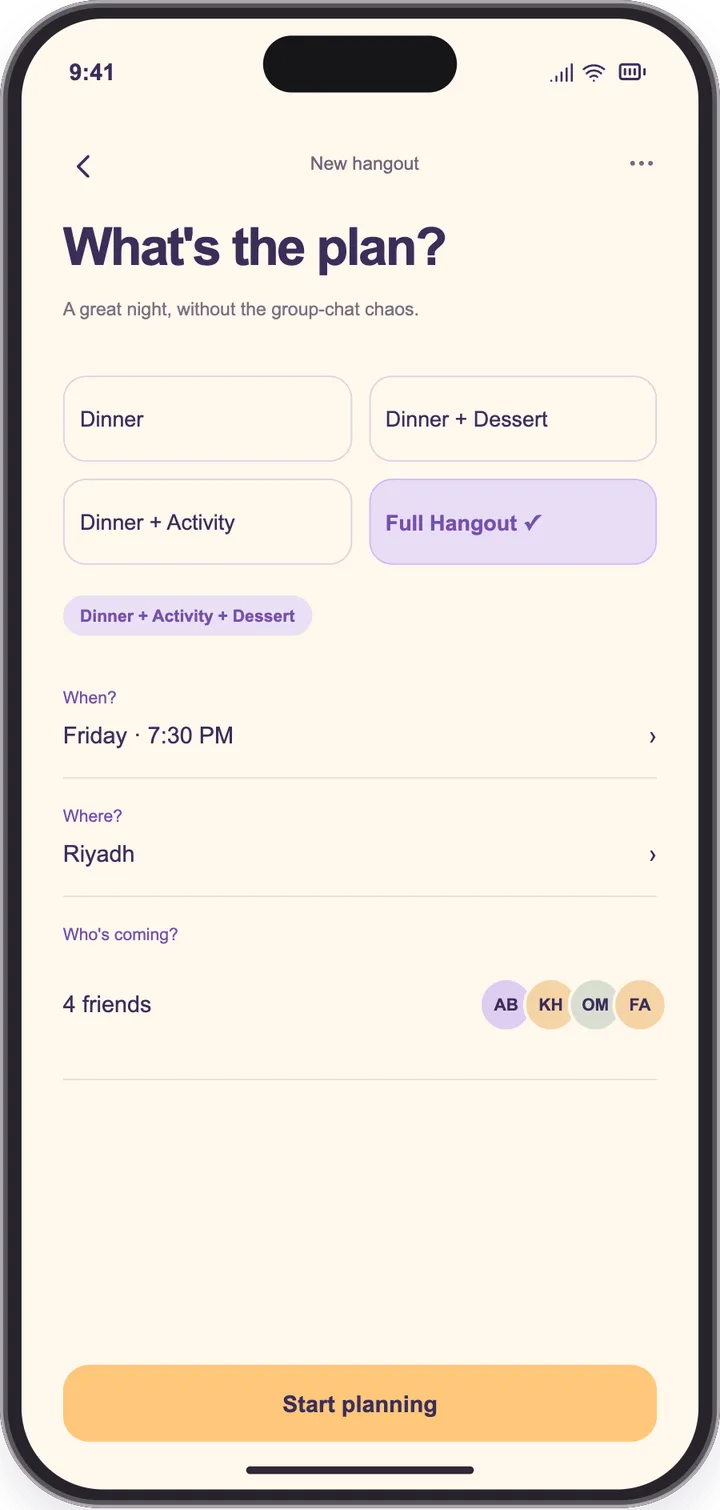 9:41
New hangout
What's the plan?
A great night, without the group-chat chaos.
Dinner
Dinner + Dessert
Dinner + Activity
Full Hangout ✓
Dinner + Activity + Dessert
When?
Friday · 7:30 PM
Where?
Riyadh
Who's coming?
4 friends
AB KH OM FA
Start planning